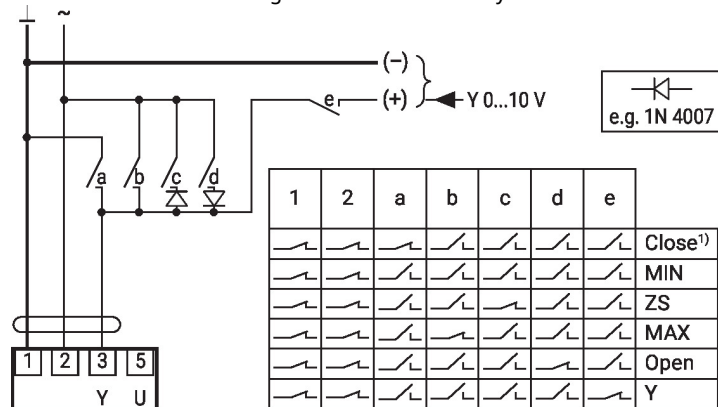 ⊥ ~
(–)
e (+) Y 0...10 V
e.g. 1N 4007
a b c d
1 2 a b c d e
Close1)
MIN
ZS
MAX
Open
Y
1 2 3 5
Y U